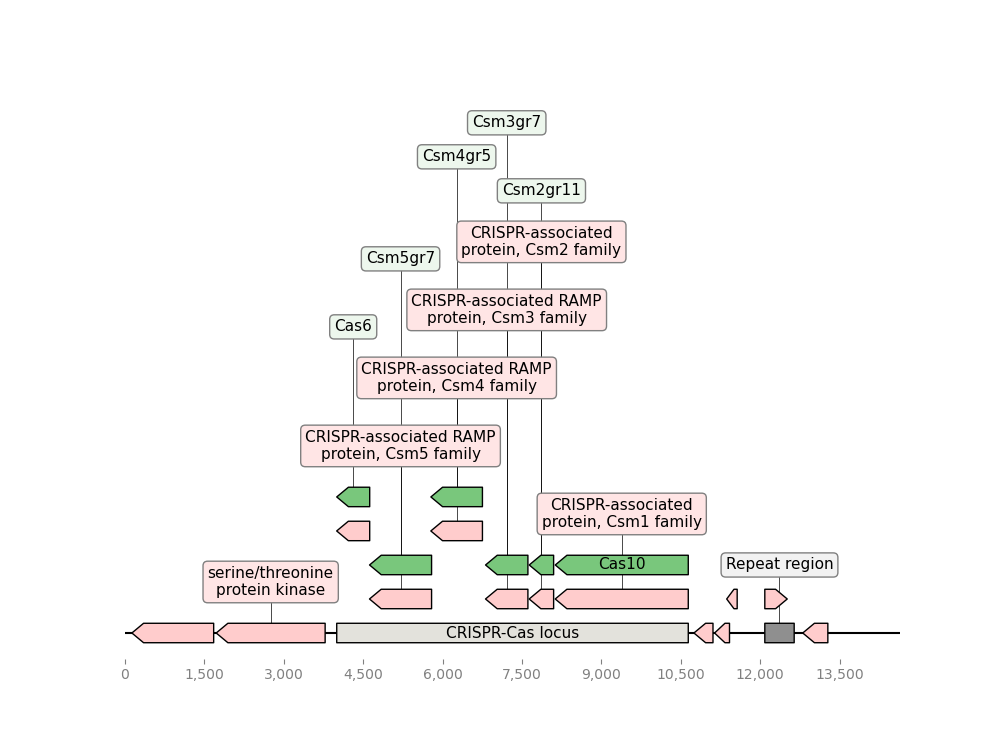 Csm3gr7
Csm4gr5
Csm2gr11
CRISPR-associated
protein, Csm2 family
Csm5gr7
CRISPR-associated RAMP
protein, Csm3 family
Cas6
CRISPR-associated RAMP
protein, Csm4 family
CRISPR-associated RAMP
protein, Csm5 family
CRISPR-associated
protein, Csm1 family
Cas10
Repeat region
serine/threonine
protein kinase
CRISPR-Cas locus
0
1,500
3,000
4,500
6,000
7,500
9,000
10,500
12,000
13,500